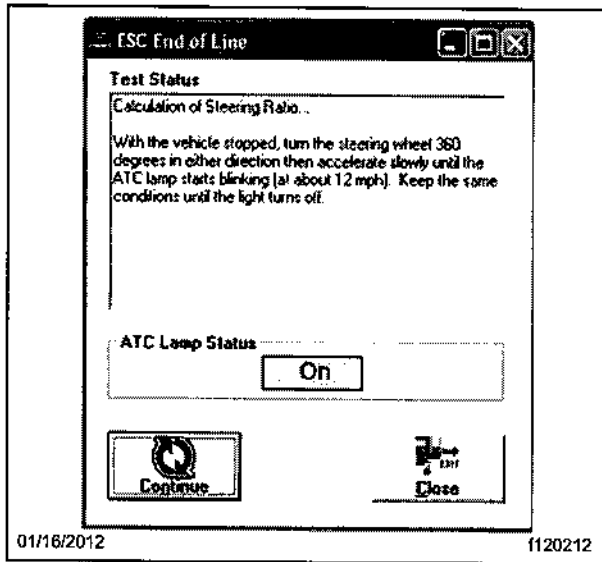 ESC End of Line
Test Status
Calculation of Steering Ratio...
With the vehicle stopped, turn the steering wheel 360
degrees in either direction then accelerate slowly until the
ATC lamp starts blinking (at about 12 mph). Keep the same
conditions until the light turns off.
ATC Lamp Status
On
EXIT
Continue
Close
01/16/2012
f120212